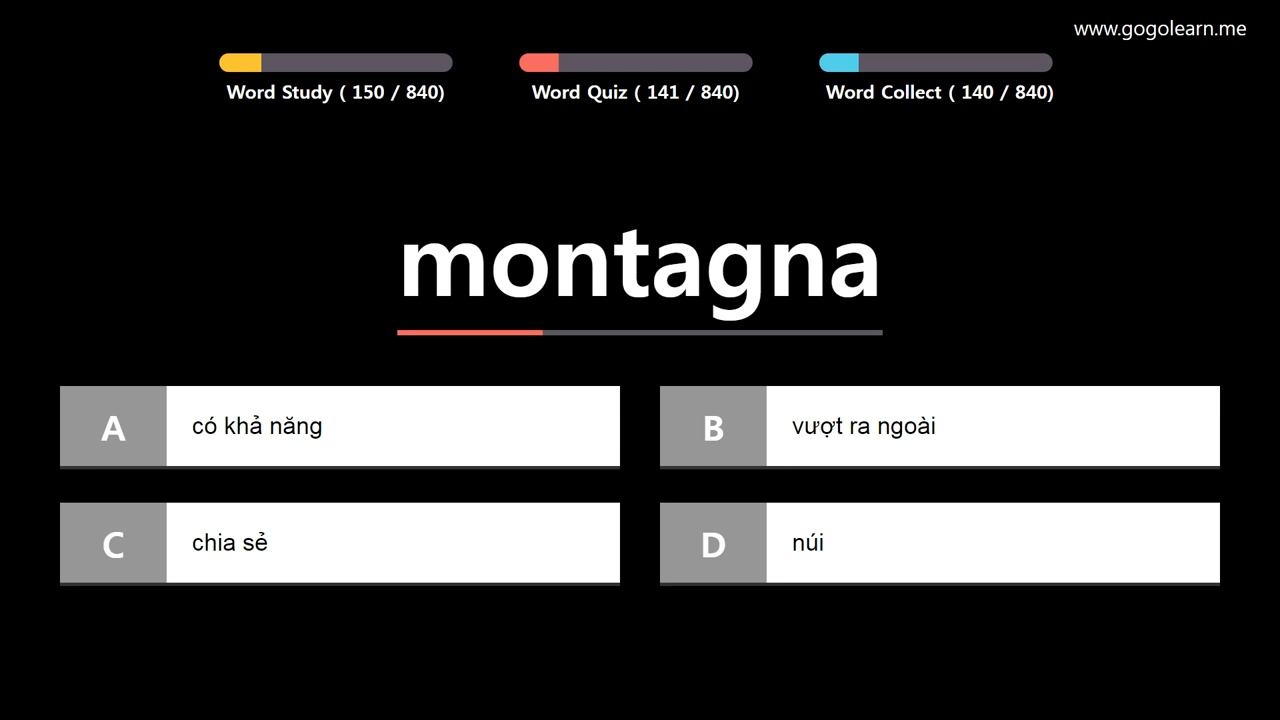 www.gogolearn.me
Word Study ( 150 / 840)
Word Quiz ( 141 / 840)
Word Collect ( 140 / 840)
montagna
A có khả năng
B vượt ra ngoài
C chia sẻ
D núi